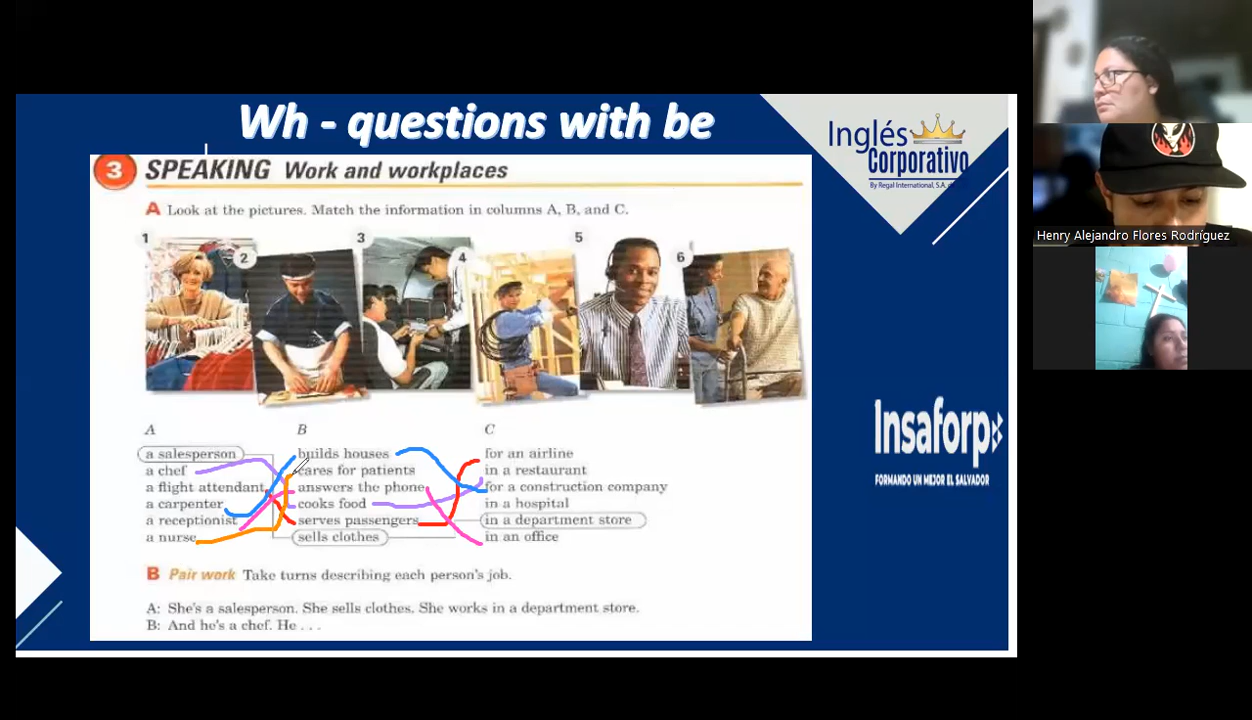 Wh - questions with be
Inglés
Corporativo
By Regal International, S.A. de
3 SPEAKING Work and workplaces
A Look at the pictures. Match the information in columns A, B, and C.
1 2 3 4 5 6
A B C
a salesperson builds houses for an airline
a chef cares for patients in a restaurant
a flight attendant answers the phone for a construction company
a carpenter cooks food in a hospital
a receptionist serves passengers in a department store
a nurse sells clothes in an office
B Pair work Take turns describing each person's job.
A: She's a salesperson. She sells clothes. She works in a department store.
B: And he's a chef. He . . .
Insaforp
FORMANDO UN MEJOR EL SALVADOR
Henry Alejandro Flores Rodríguez